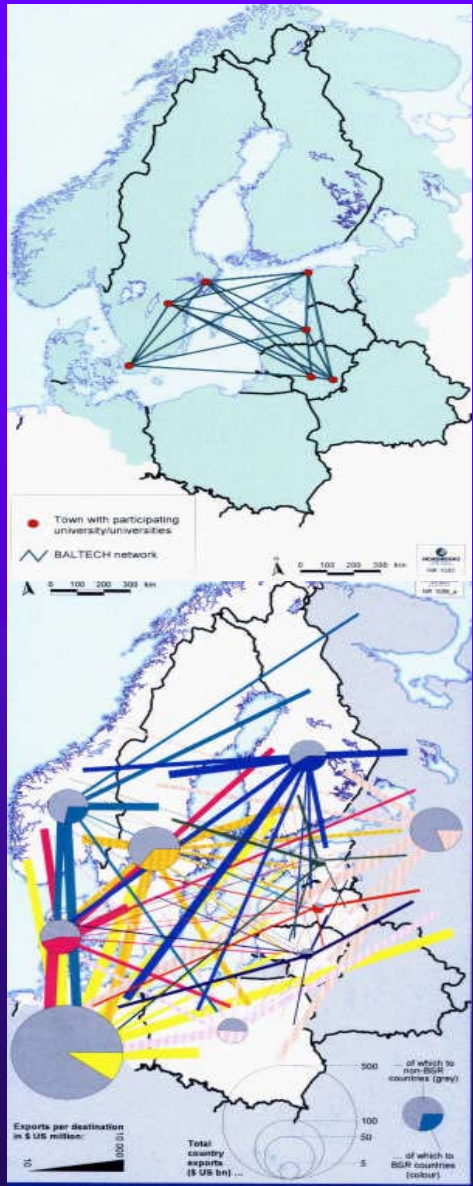 Town with participating
university/universities
BALTECH network
0 100 200 300 km
km
0 100 200 300
500
100
50
5
... of which to
non-BSR
countries (grey)
... of which to
BSR countries
(colour)
Exports per destination
in $ US million:
10
10 000
Total
country
exports
($ US bn) ...